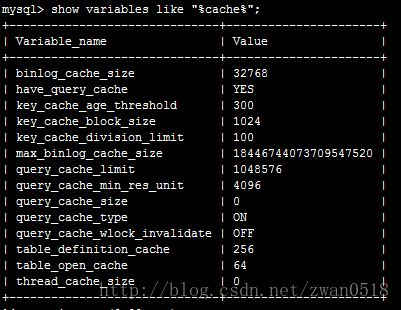 mysql> show variables like "%cache%";
+------------------------------+----------------------+
| Variable_name | Value |
+------------------------------+----------------------+
| binlog_cache_size | 32768 |
| have_query_cache | YES |
| key_cache_age_threshold | 300 |
| key_cache_block_size | 1024 |
| key_cache_division_limit | 100 |
| max_binlog_cache_size | 18446744073709547520 |
| query_cache_limit | 1048576 |
| query_cache_min_res_unit | 4096 |
| query_cache_size | 0 |
| query_cache_type | ON |
| query_cache_wlock_invalidate | OFF |
| table_definition_cache | 256 |
| table_open_cache | 64 |
| thread_cache_size | 0 |
http://blog.csdn.net/zwan0518
+------------------------------+----------------------+